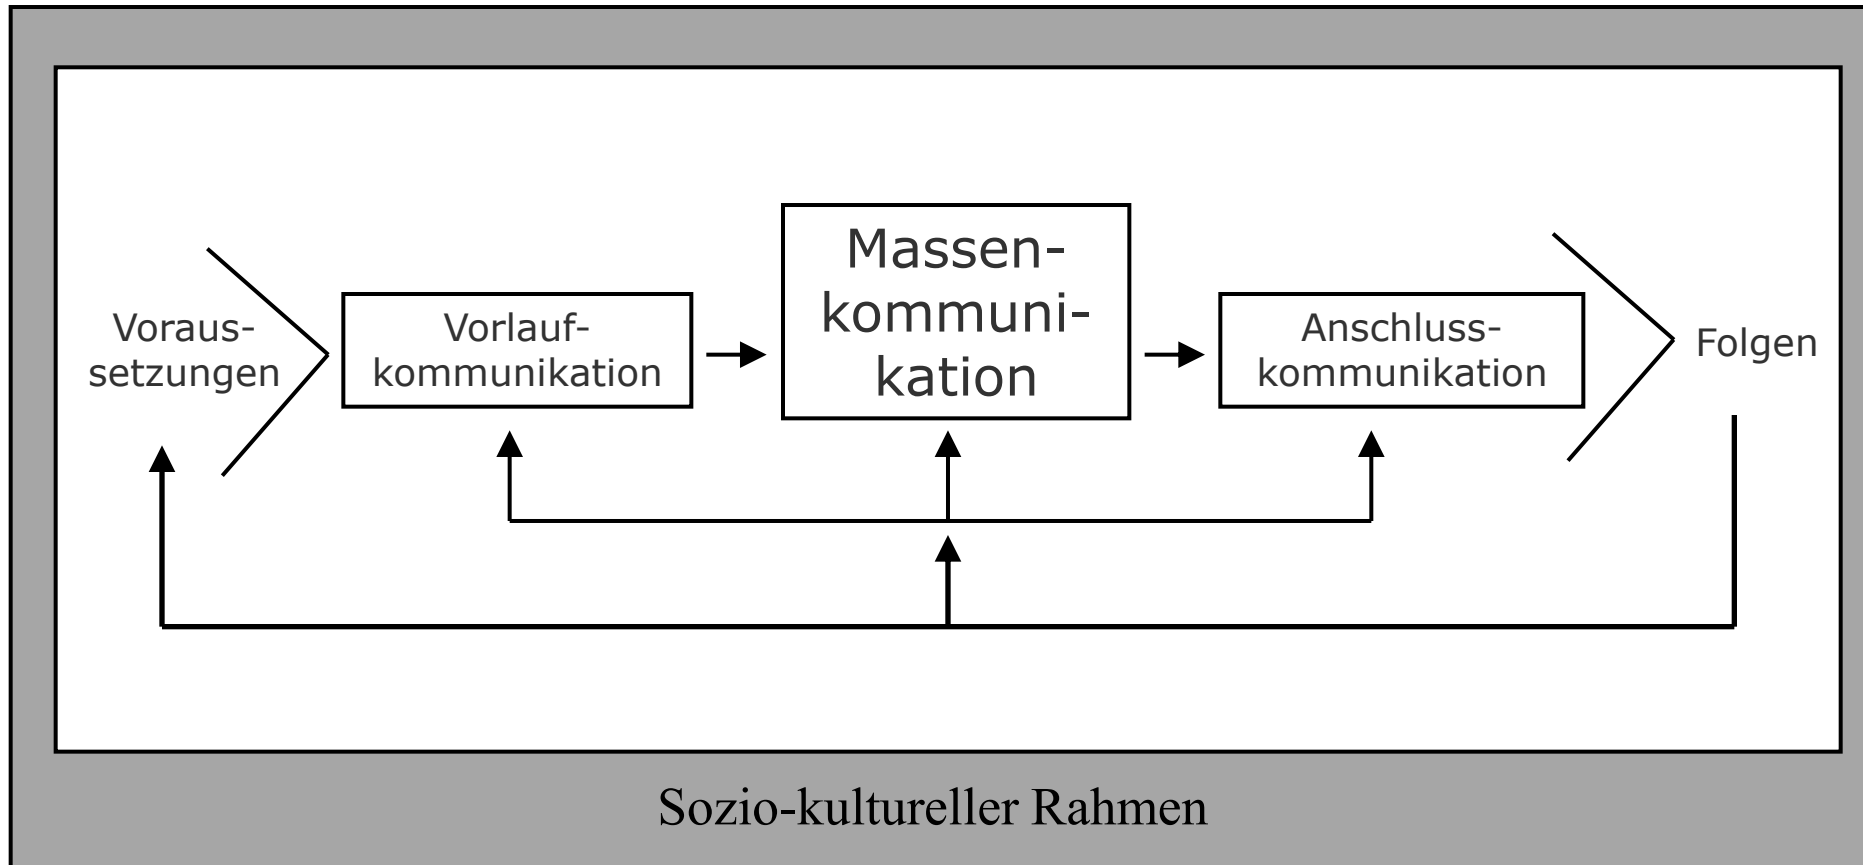 Voraus-
setzungen
Vorlauf-
kommunikation
Massen-
kommuni-
kation
Anschluss-
kommunikation
Folgen
Sozio-kultureller Rahmen